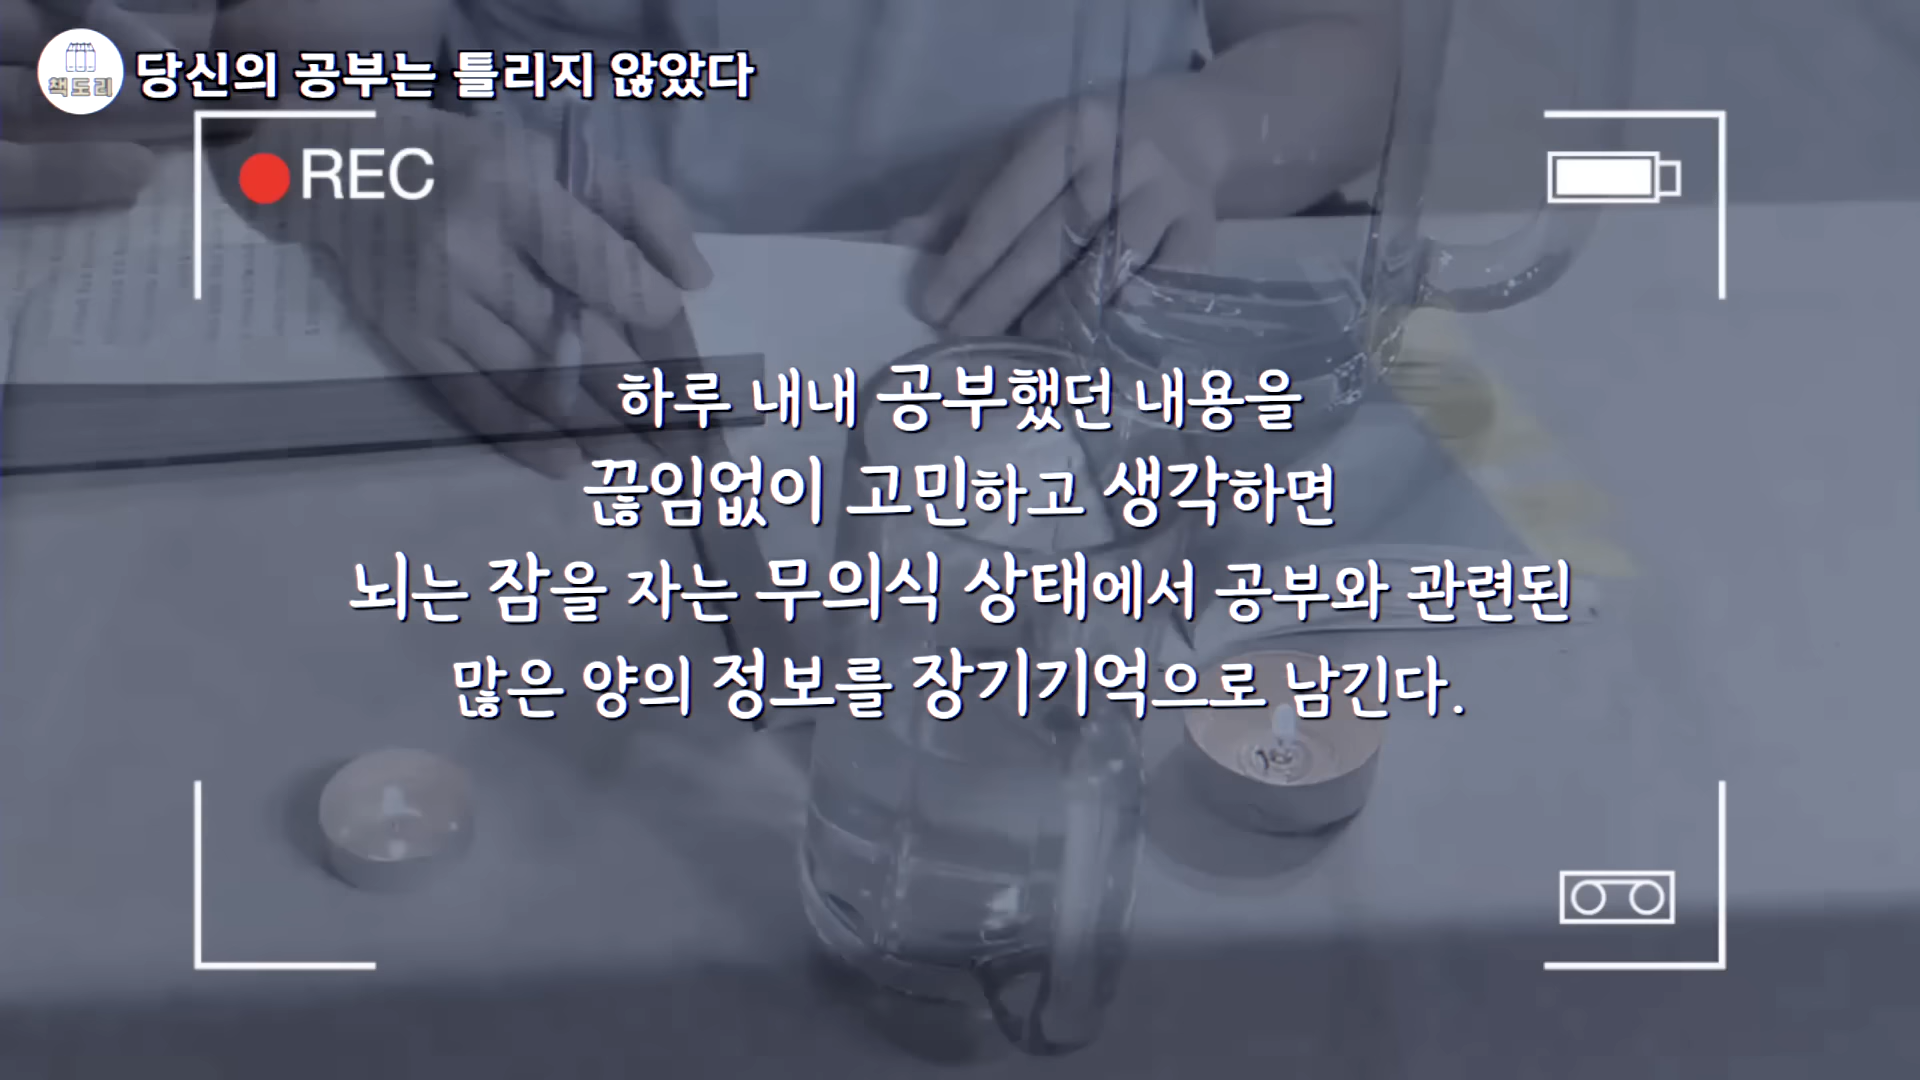 책도리
당신의 공부는 틀리지 않았다
REC
하루 내내 공부했던 내용을
끊임없이 고민하고 생각하면
뇌는 잠을 자는 무의식 상태에서 공부와 관련된
많은 양의 정보를 장기기억으로 남긴다.